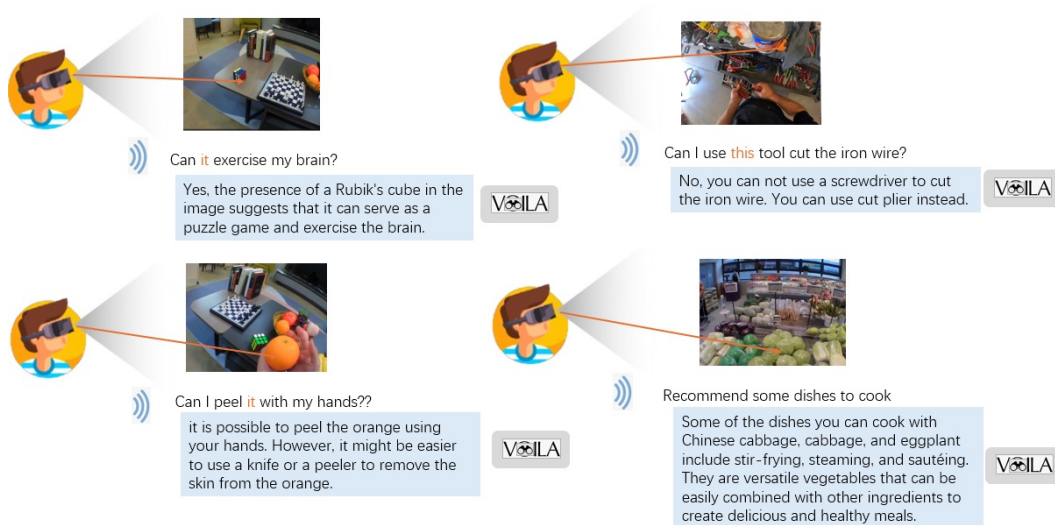 Can it exercise my brain?
Yes, the presence of a Rubik's cube in the
image suggests that it can serve as a
puzzle game and exercise the brain.
VOILA
Can I use this tool cut the iron wire?
No, you can not use a screwdriver to cut
the iron wire. You can use cut plier instead.
VOILA
Can I peel it with my hands??
it is possible to peel the orange using
your hands. However, it might be easier
to use a knife or a peeler to remove the
skin from the orange.
VOILA
Recommend some dishes to cook
Some of the dishes you can cook with
Chinese cabbage, cabbage, and eggplant
include stir-frying, steaming, and sautéing.
They are versatile vegetables that can be
easily combined with other ingredients to
create delicious and healthy meals.
VOILA